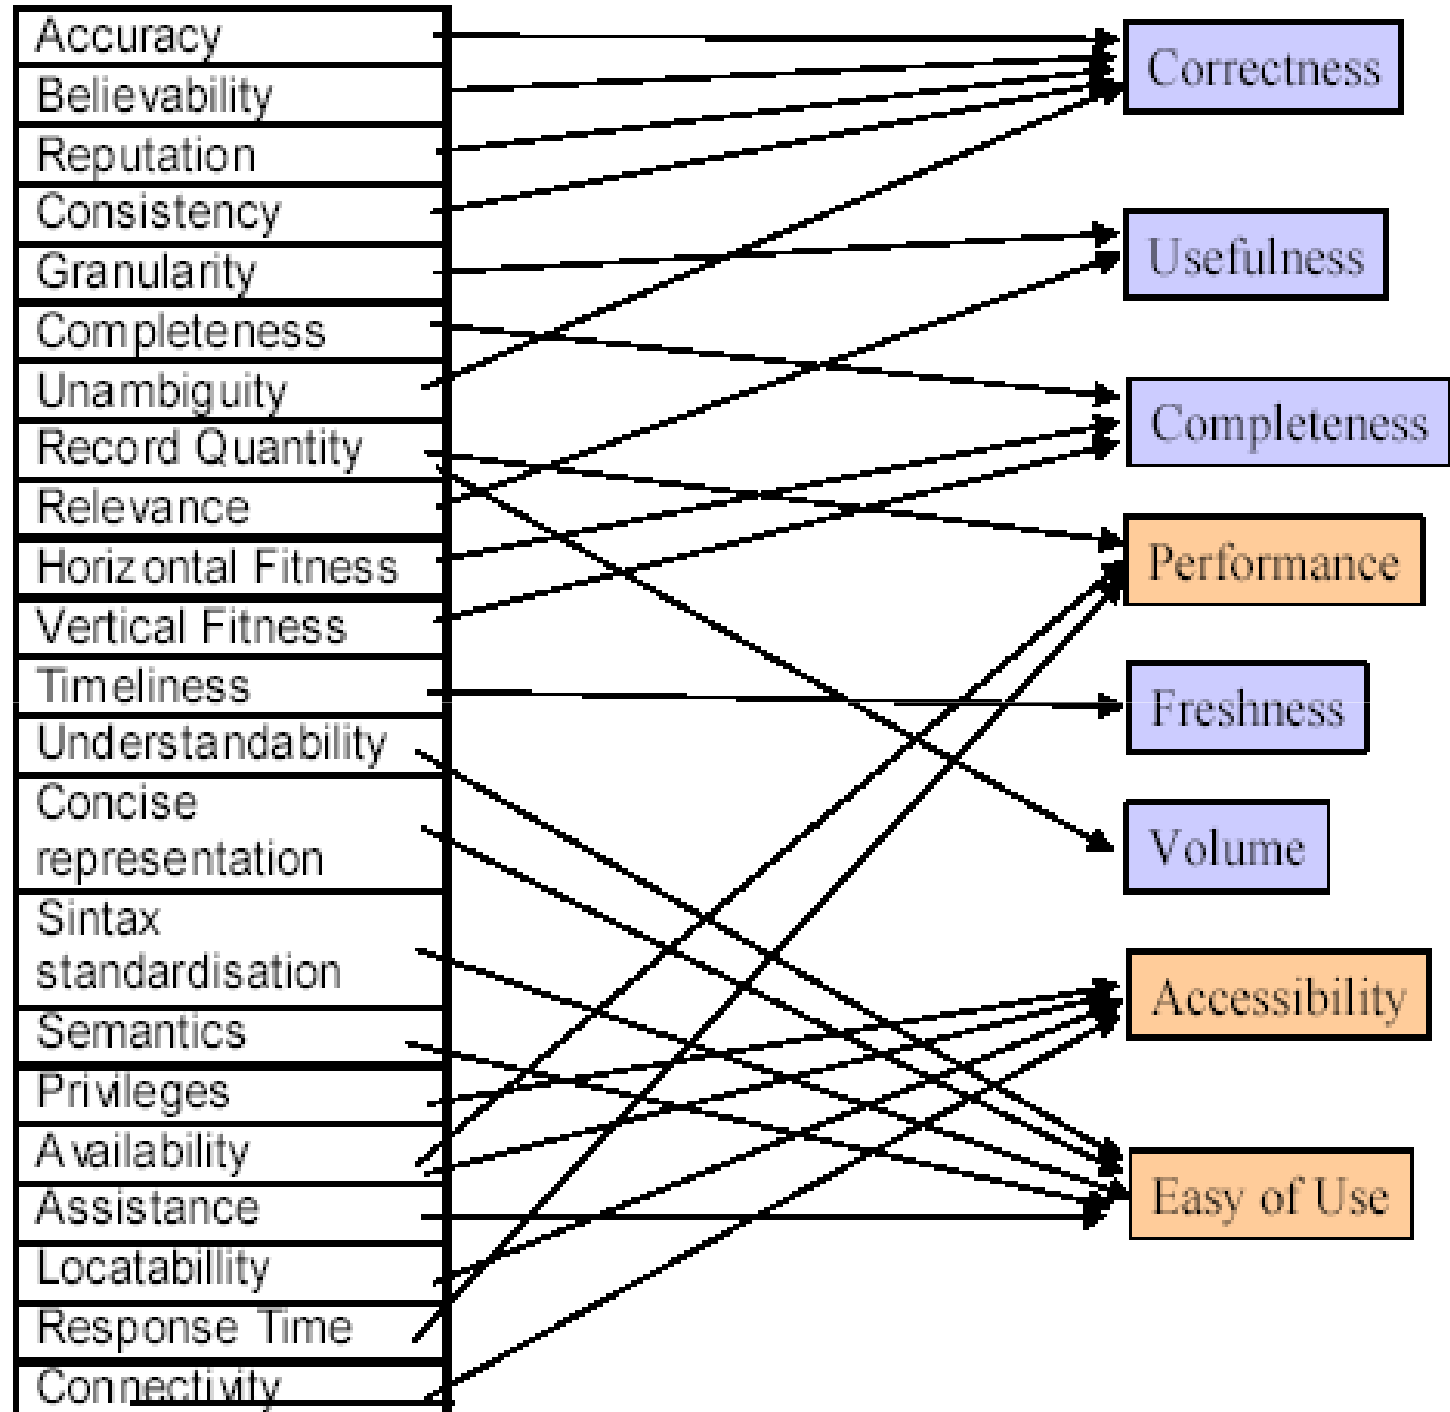 Accuracy
Believability
Reputation
Consistency
Granularity
Completeness
Unambiguity
Record Quantity
Relevance
Horizontal Fitness
Vertical Fitness
Timeliness
Understandability
Concise
representation
Sintax
standardisation
Semantics
Privileges
Availability
Assistance
Locatabillity
Response Time
Connectivity
Correctness
Usefulness
Completeness
Performance
Freshness
Volume
Accessibility
Easy of Use